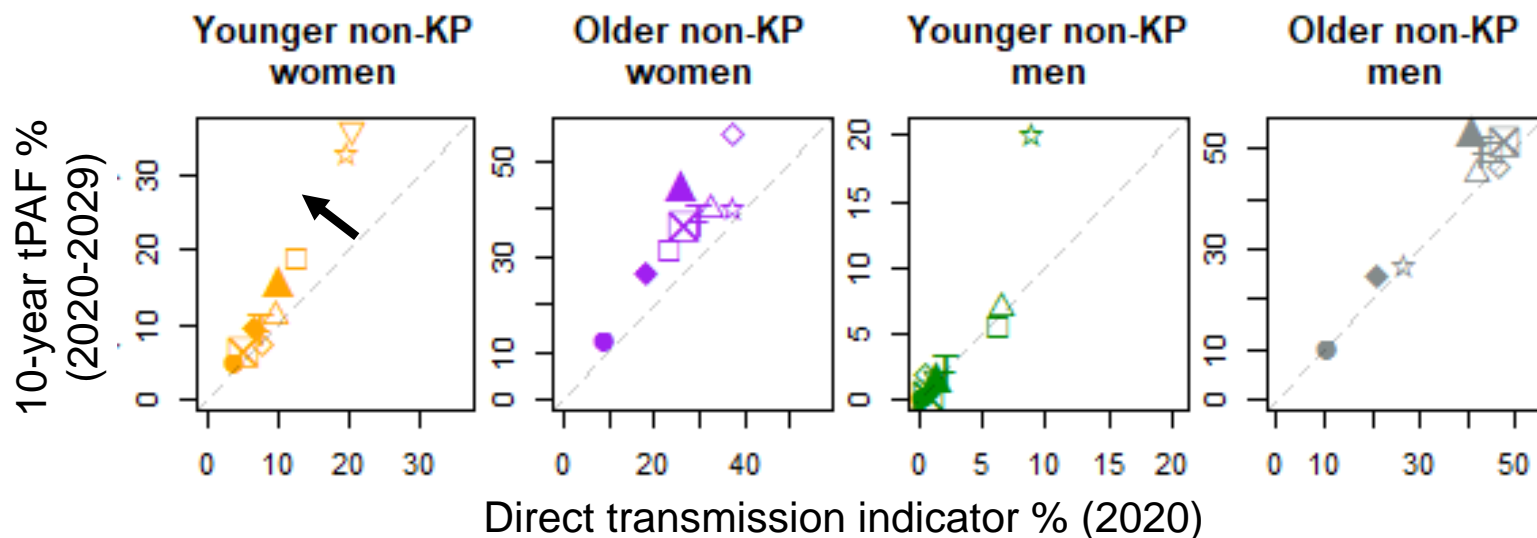 Younger non-KP
women
Older non-KP
women
Younger non-KP
men
Older non-KP
men
10-year tPAF %
(2020-2029)
0 10 20 30
0 10 30 50
0 5 10 15 20
0 10 30 50
0 10 20 30
0 20 40
0 5 10 15 20
0 10 30 50
Direct transmission indicator % (2020)